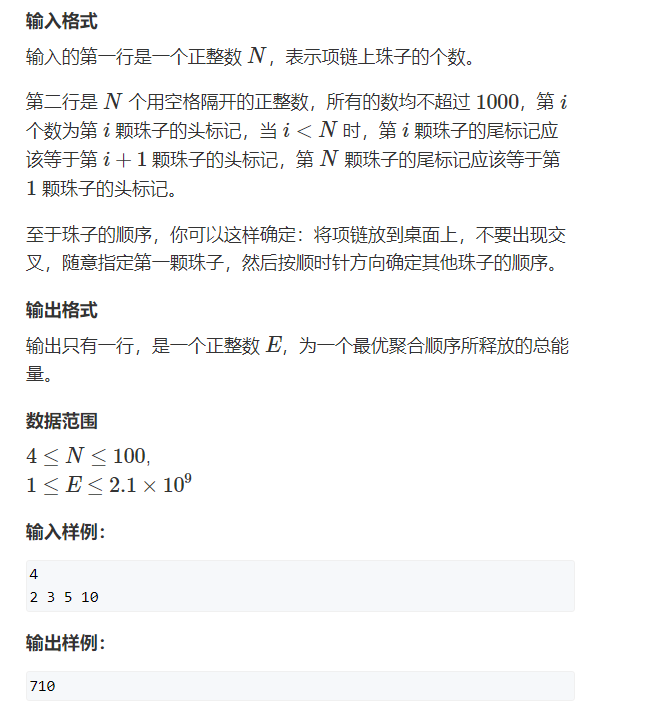 输入格式
输入的第一行是一个正整数 N，表示项链上珠子的个数。
第二行是 N 个用空格隔开的正整数，所有的数均不超过 1000，第 i
个数为第 i 颗珠子的头标记，当 i < N 时，第 i 颗珠子的尾标记应
该等于第 i + 1 颗珠子的头标记，第 N 颗珠子的尾标记应该等于第
1 颗珠子的头标记。
至于珠子的顺序，你可以这样确定：将项链放到桌面上，不要出现交
叉，随意指定第一颗珠子，然后按顺时针方向确定其他珠子的顺序。
输出格式
输出只有一行，是一个正整数 E，为一个最优聚合顺序所释放的总能
量。
数据范围
4 ≤ N ≤ 100,
1 ≤ E ≤ 2.1 × 10⁹
输入样例：
4
2 3 5 10
输出样例：
710